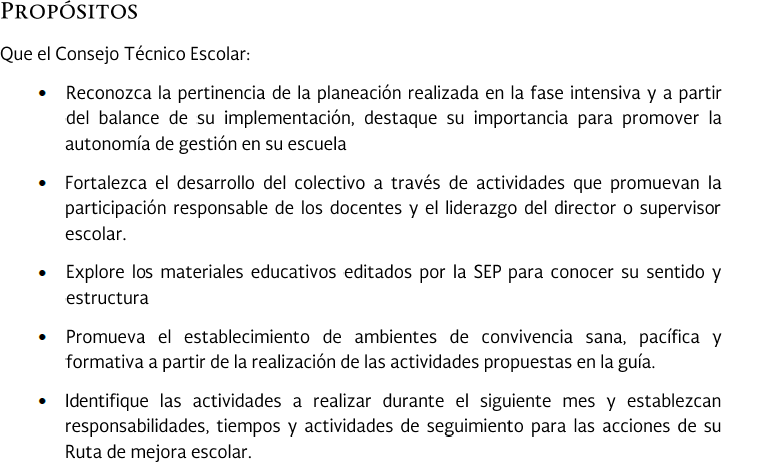 PROPÓSITOS
Que el Consejo Técnico Escolar:
• Reconozca la pertinencia de la planeación realizada en la fase intensiva y a partir
del balance de su implementación, destaque su importancia para promover la
autonomía de gestión en su escuela
• Fortalezca el desarrollo del colectivo a través de actividades que promuevan la
participación responsable de los docentes y el liderazgo del director o supervisor
escolar.
• Explore los materiales educativos editados por la SEP para conocer su sentido y
estructura
• Promueva el establecimiento de ambientes de convivencia sana, pacífica y
formativa a partir de la realización de las actividades propuestas en la guía.
• Identifique las actividades a realizar durante el siguiente mes y establezcan
responsabilidades, tiempos y actividades de seguimiento para las acciones de su
Ruta de mejora escolar.